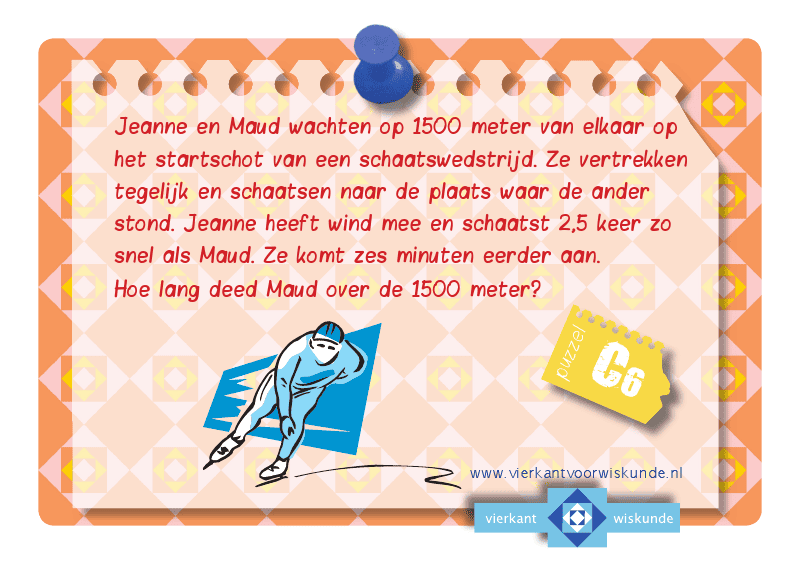 Jeanne en Maud wachten op 1500 meter van elkaar op
het startschot van een schaatswedstrijd. Ze vertrekken
tegelijk en schaatsen naar de plaats waar de ander
stond. Jeanne heeft wind mee en schaatst 2,5 keer zo
snel als Maud. Ze komt zes minuten eerder aan.
Hoe lang deed Maud over de 1500 meter?
puzzel
C6
www.vierkantvoorwiskunde.nl
vierkant wiskunde